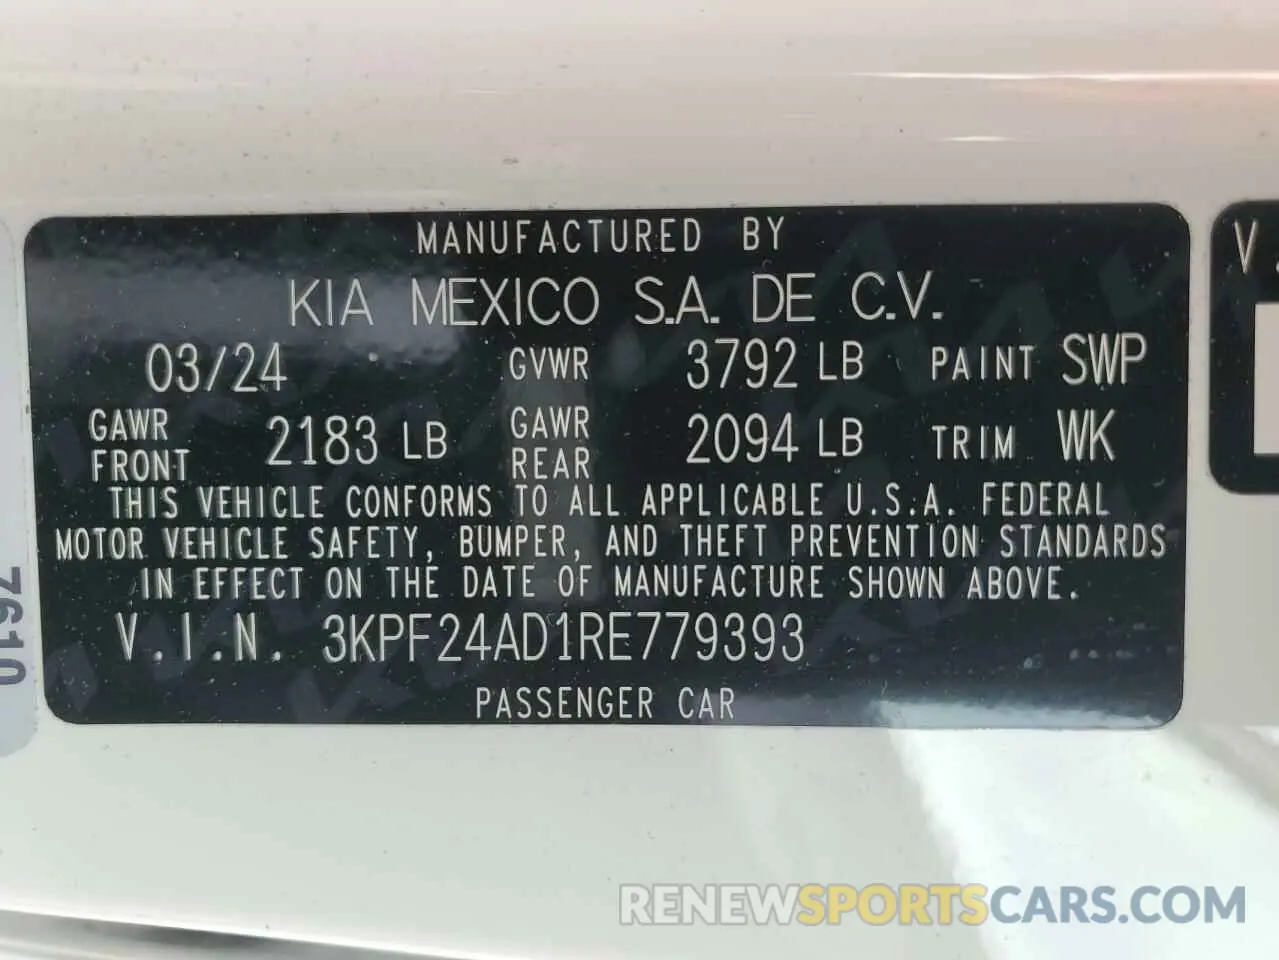 MANUFACTURED BY
KIA MEXICO S.A. DE C.V.
03/24 GVWR 3792 LB PAINT SWP
GAWR FRONT 2183 LB GAWR REAR 2094 LB TRIM WK
THIS VEHICLE CONFORMS TO ALL APPLICABLE U.S.A. FEDERAL
MOTOR VEHICLE SAFETY, BUMPER, AND THEFT PREVENTION STANDARDS
IN EFFECT ON THE DATE OF MANUFACTURE SHOWN ABOVE.
V.I.N. 3KPF24AD1RE779393
PASSENGER CAR
V
RENEWSPORTSCARS.COM